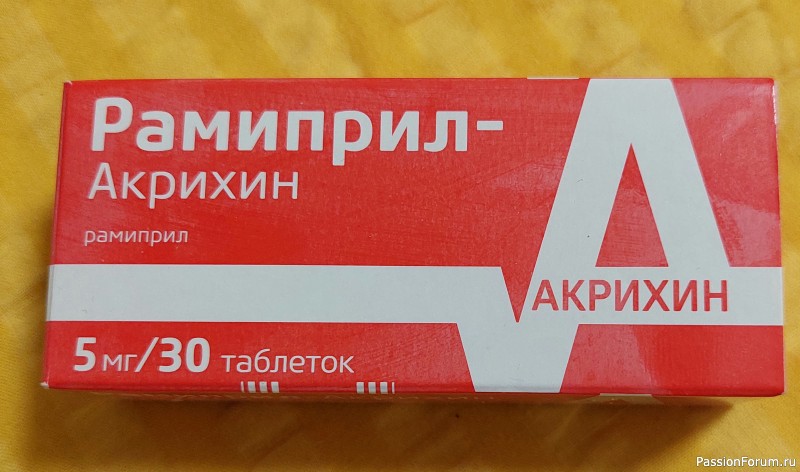 Рамиприл-
Акрихин
рамиприл
АКРИХИН
5 мг/30 таблеток
PassionForum.ru